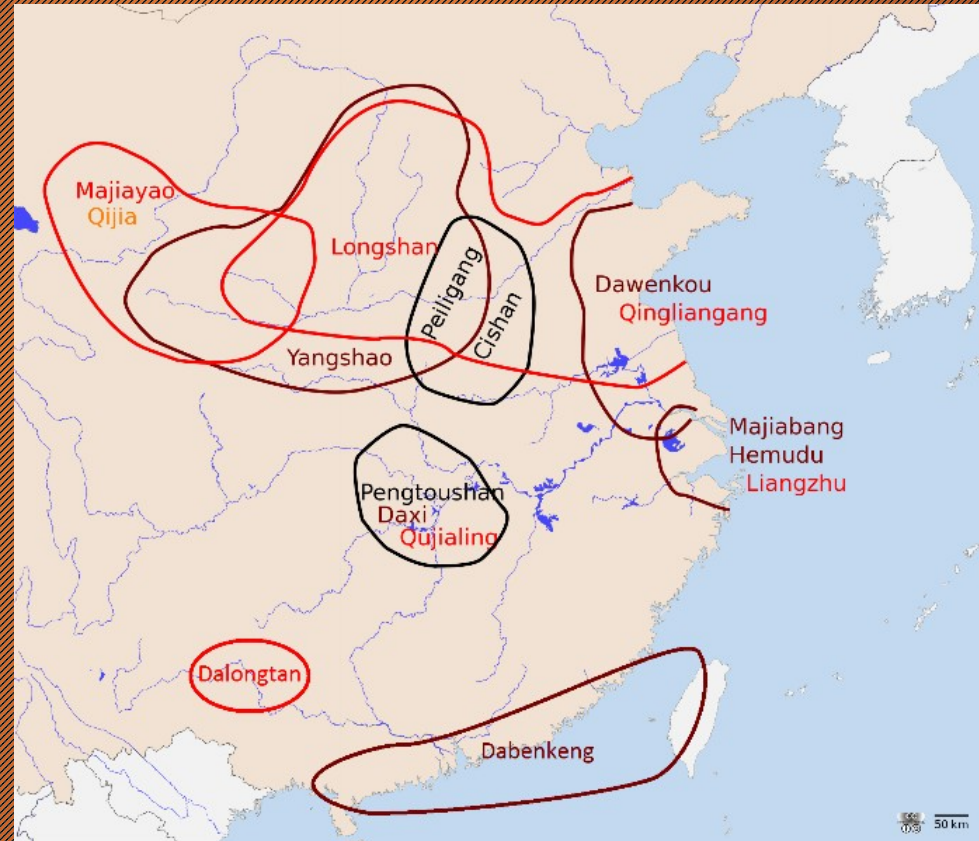 Majiayao
Qijia
Longshan
Peiligang
Cishan
Yangshao
Dawenkou
Qingliangang
Majiabang
Hemudu
Liangzhu
Pengtoushan
Daxi
Qujialing
Dalongtan
Dabenkeng
50 km